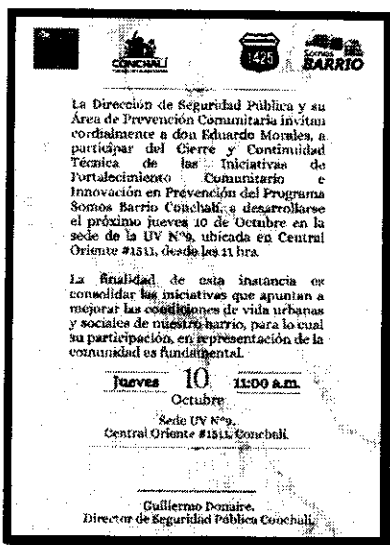 CONCHALÍ
1425
Somos
BARRIO
La Dirección de Seguridad Pública y su
Área de Prevención Comunitaria invitan
cordialmente a don Eduardo Morales, a
participar del Cierre y Continuidad
Técnica de las Iniciativas de
Fortalecimiento Comunitario e
Innovación en Prevención del Programa
Somos Barrio Conchalí, a desarrollarse
el próximo jueves 10 de Octubre en la
sede de la UV N°9, ubicada en Central
Oriente #1511, desde las 11 hrs.
La finalidad de esta instancia es
consolidar las iniciativas que apuntan a
mejorar las condiciones de vida urbanas
y sociales de nuestro barrio, para lo cual
su participación, en representación de la
comunidad es fundamental.
Jueves 10 11:00 a.m.
Octubre
Sede UV N°9.
Central Oriente #1511, Conchalí.
Guillermo Donaire.
Director de Seguridad Pública Conchalí.